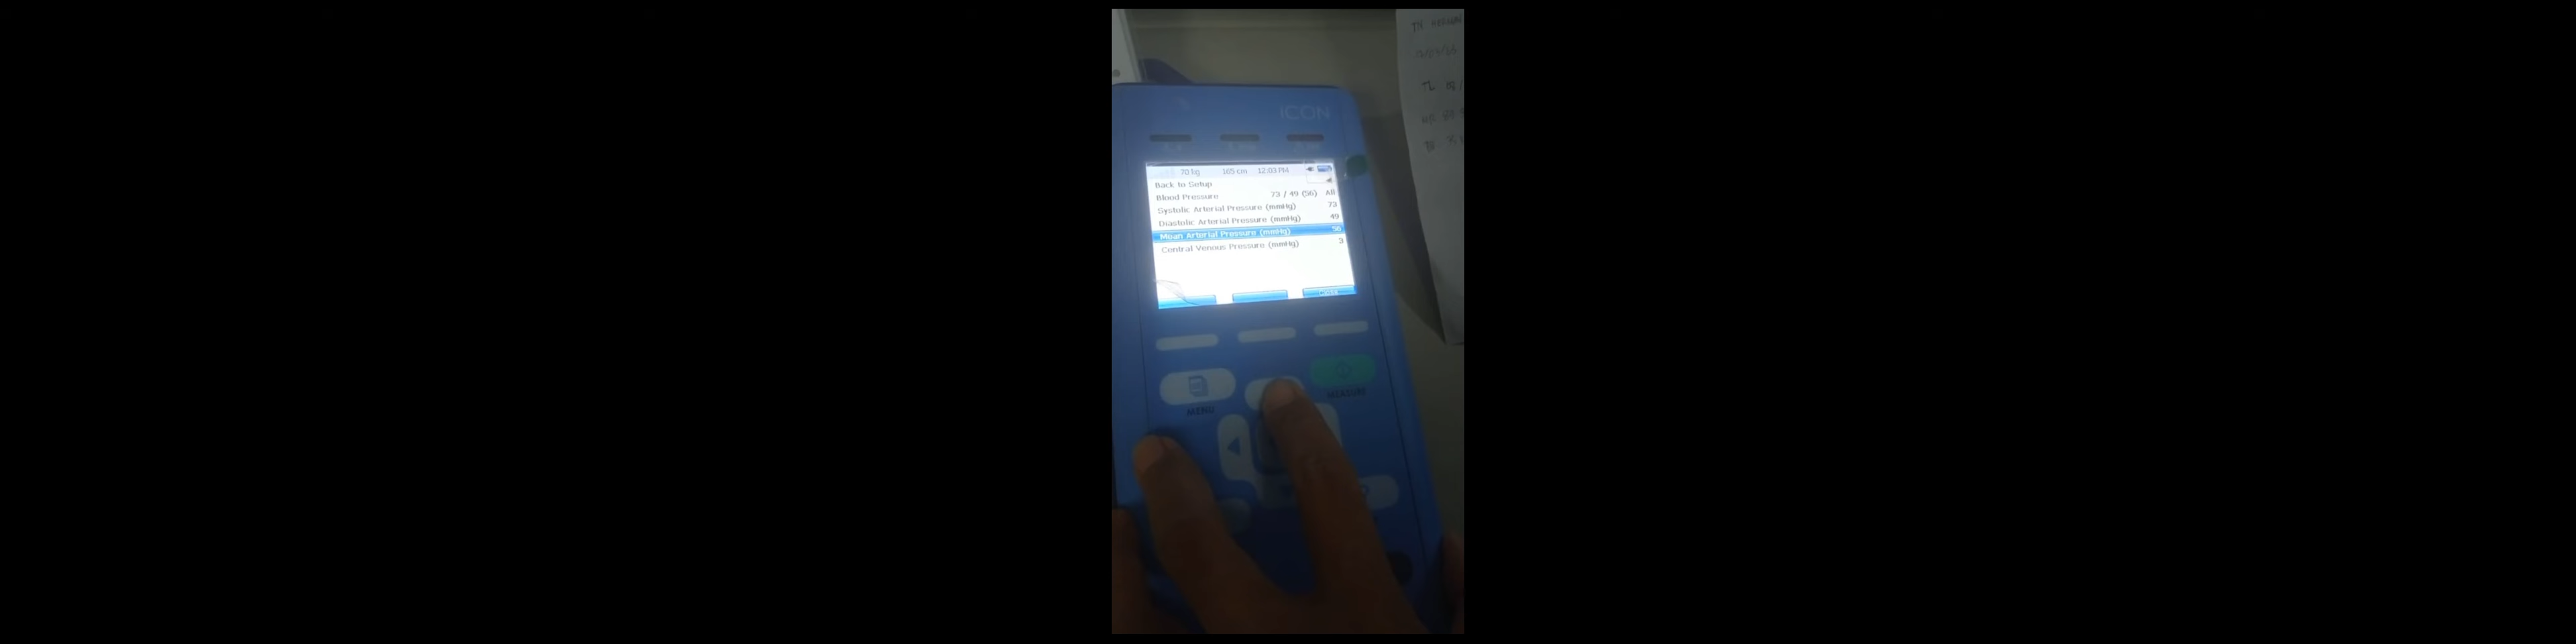 ICON
70 kg 165 cm 12:03 PM
Back to Setup
Blood Pressure 73 / 49 (56) All
Systolic Arterial Pressure (mmHg) 73
Diastolic Arterial Pressure (mmHg) 49
Mean Arterial Pressure (mmHg) 56
Central Venous Pressure (mmHg) 3
MENU
MEASURE